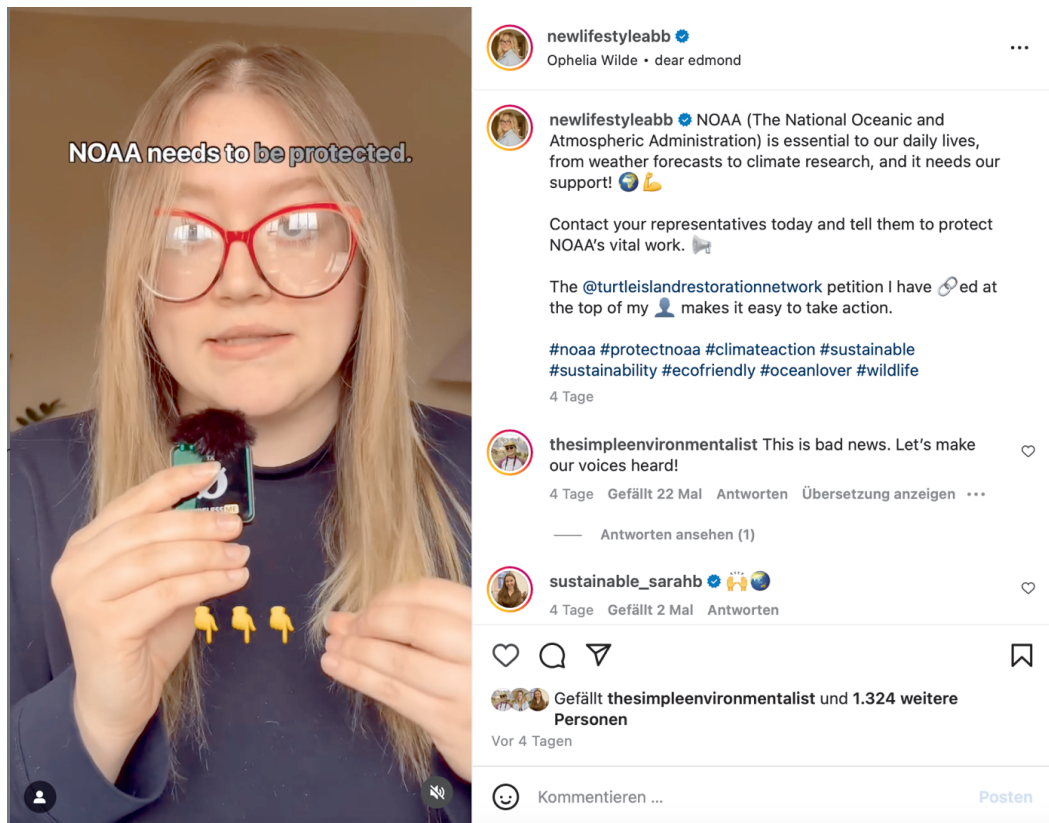 NOAA needs to be protected.
newlifestyleabb
Ophelia Wilde • dear edmond
newlifestyleabb NOAA (The National Oceanic and
Atmospheric Administration) is essential to our daily lives,
from weather forecasts to climate research, and it needs our
support! 🌍💪
Contact your representatives today and tell them to protect
NOAA’s vital work. 📢
The @turtleislandrestorationnetwork petition I have 🔗ed at
the top of my 👤 makes it easy to take action.
#noaa #protectnoaa #climateaction #sustainable
#sustainability #ecofriendly #oceanlover #wildlife
4 Tage
thesimpleenvironmentalist This is bad news. Let’s make
our voices heard!
4 Tage Gefällt 22 Mal Antworten Übersetzung anzeigen •••
Antworten ansehen (1)
sustainable_sarahb 🙌🌏
4 Tage Gefällt 2 Mal Antworten
Gefällt thesimpleenvironmentalist und 1.324 weitere
Personen
Vor 4 Tagen
Kommentieren ...
Posten